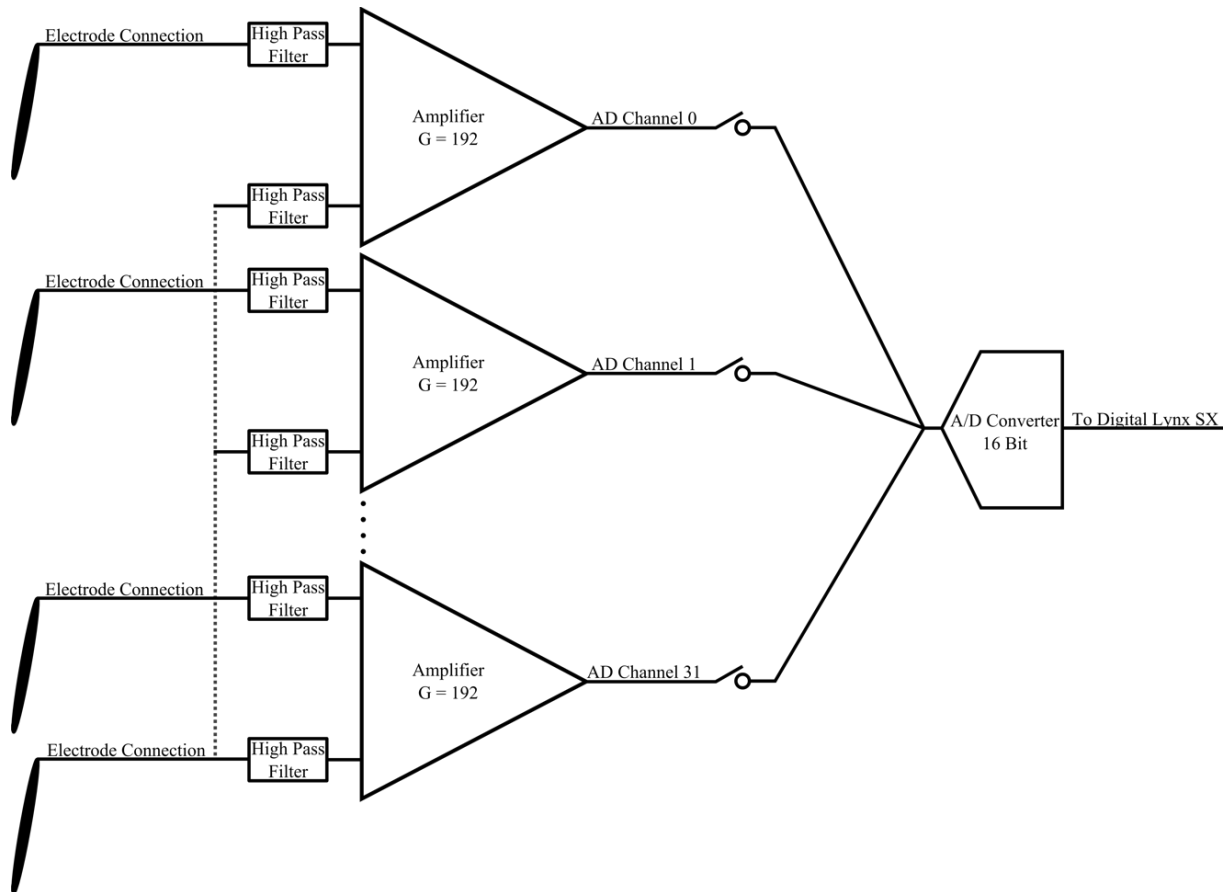 Electrode Connection
High Pass
Filter
Amplifier
G = 192
AD Channel 0
High Pass
Filter
Electrode Connection
High Pass
Filter
Amplifier
G = 192
AD Channel 1
High Pass
Filter
A/D Converter
16 Bit
To Digital Lynx SX
Electrode Connection
High Pass
Filter
Amplifier
G = 192
AD Channel 31
Electrode Connection
High Pass
Filter